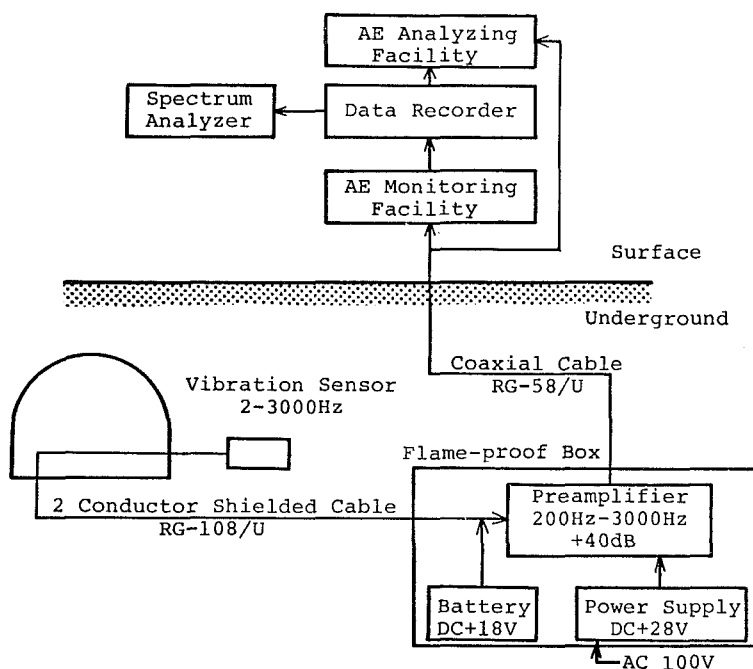 AE Analyzing
Facility
Spectrum
Analyzer
Data Recorder
AE Monitoring
Facility
Surface
Underground
Coaxial Cable
RG-58/U
Vibration Sensor
2-3000Hz
Flame-proof Box
2 Conductor Shielded Cable
RG-108/U
Preamplifier
200Hz-3000Hz
+40dB
Battery
DC+18V
Power Supply
DC+28V
AC 100V